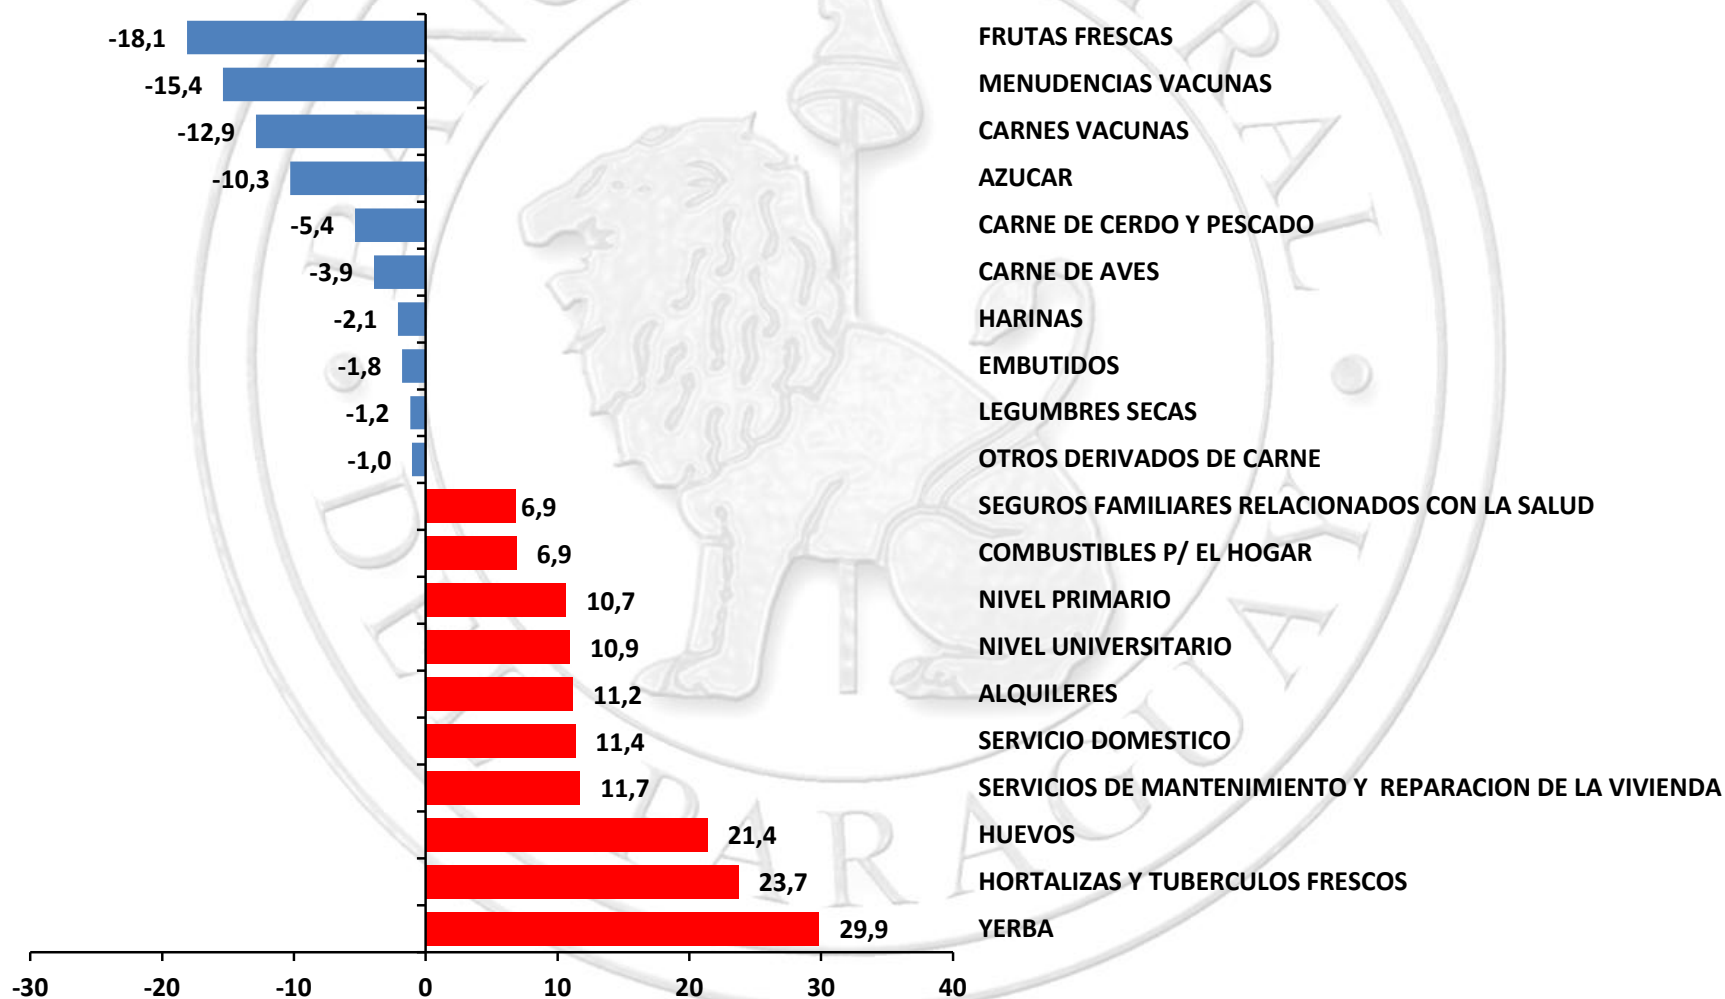 -18,1 FRUTAS FRESCAS
-15,4 MENUDENCIAS VACUNAS
-12,9 CARNES VACUNAS
-10,3 AZUCAR
-5,4 CARNE DE CERDO Y PESCADO
-3,9 CARNE DE AVES
-2,1 HARINAS
-1,8 EMBUTIDOS
-1,2 LEGUMBRES SECAS
-1,0 OTROS DERIVADOS DE CARNE
6,9 SEGUROS FAMILIARES RELACIONADOS CON LA SALUD
6,9 COMBUSTIBLES P/ EL HOGAR
10,7 NIVEL PRIMARIO
10,9 NIVEL UNIVERSITARIO
11,2 ALQUILERES
11,4 SERVICIO DOMESTICO
11,7 SERVICIOS DE MANTENIMIENTO Y  REPARACION DE LA VIVIENDA
21,4 HUEVOS
23,7 HORTALIZAS Y TUBERCULOS FRESCOS
29,9 YERBA
-30 -20 -10 0 10 20 30 40
DEL PARAGUAY